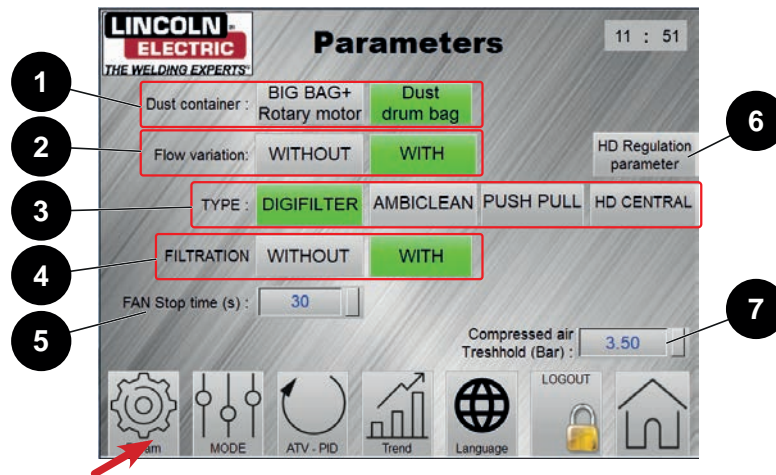 LINCOLN
ELECTRIC
THE WELDING EXPERTS
Parameters
11 : 51
1
Dust container :
BIG BAG+
Rotary motor
Dust
drum bag
2
Flow variation:
WITHOUT
WITH
HD Regulation
parameter
6
3
TYPE :
DIGIFILTER
AMBICLEAN
PUSH PULL
HD CENTRAL
4
FILTRATION
WITHOUT
WITH
5
FAN Stop time (s) :
30
7
Compressed air
Treshhold (Bar) :
3.50
MODE
ATV - PID
Trend
Language
LOGOUT